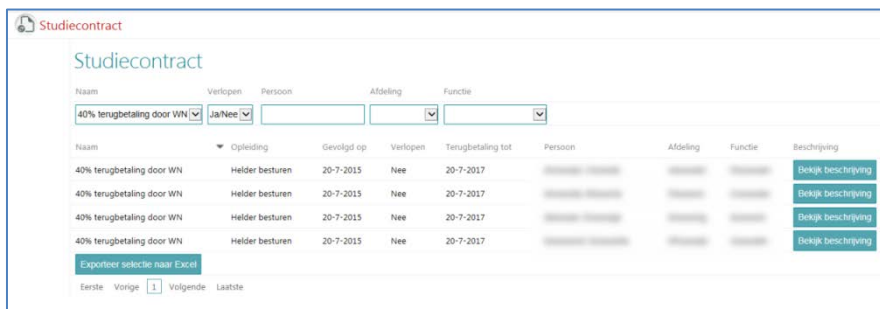 Studiecontract
Studiecontract
Naam Verlopen Persoon Afdeling Functie
40% terugbetaling door WN Ja/Nee
Naam Opleiding Gevolgd op Verlopen Terugbetaling tot Persoon Afdeling Functie Beschrijving
40% terugbetaling door WN Helder besturen 20-7-2015 Nee 20-7-2017 Bekijk beschrijving
40% terugbetaling door WN Helder besturen 20-7-2015 Nee 20-7-2017 Bekijk beschrijving
40% terugbetaling door WN Helder besturen 20-7-2015 Nee 20-7-2017 Bekijk beschrijving
40% terugbetaling door WN Helder besturen 20-7-2015 Nee 20-7-2017 Bekijk beschrijving
Exporteer selectie naar Excel
Eerste Vorige 1 Volgende Laatste